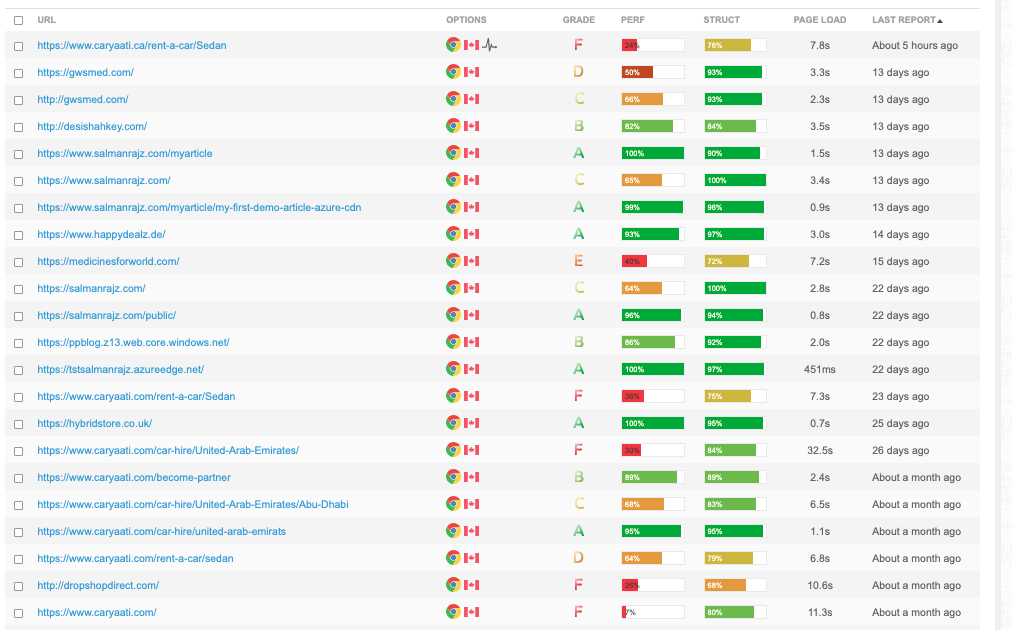 URL OPTIONS GRADE PERF STRUCT PAGE LOAD LAST REPORT
https://www.caryaati.ca/rent-a-car/Sedan F 24% 76% 7.8s About 5 hours ago
https://gwsmed.com/ D 50% 93% 3.3s 13 days ago
http://gwsmed.com/ C 66% 93% 2.3s 13 days ago
http://desishahkey.com/ B 82% 84% 3.5s 13 days ago
https://www.salmanrajz.com/myarticle A 100% 90% 1.5s 13 days ago
https://www.salmanrajz.com/ C 65% 100% 3.4s 13 days ago
https://www.salmanrajz.com/myarticle/my-first-demo-article-azure-cdn A 99% 96% 0.9s 13 days ago
https://www.happydealz.de/ A 93% 97% 3.0s 14 days ago
https://medicinesforworld.com/ E 40% 72% 7.2s 15 days ago
https://salmanrajz.com/ C 64% 100% 2.8s 22 days ago
https://salmanrajz.com/public/ A 96% 94% 0.8s 22 days ago
https://ppblog.z13.web.core.windows.net/ B 86% 92% 2.0s 22 days ago
https://tstsalmanrajz.azureedge.net/ A 100% 97% 451ms 22 days ago
https://www.caryaati.com/rent-a-car/Sedan F 36% 75% 7.3s 23 days ago
https://hybridstore.co.uk/ A 100% 95% 0.7s 25 days ago
https://www.caryaati.com/car-hire/United-Arab-Emirates/ F 30% 84% 32.5s 26 days ago
https://www.caryaati.com/become-partner B 89% 89% 2.4s About a month ago
https://www.caryaati.com/car-hire/United-Arab-Emirates/Abu-Dhabi C 68% 83% 6.5s About a month ago
https://www.caryaati.com/car-hire/united-arab-emirats A 95% 95% 1.1s About a month ago
https://www.caryaati.com/rent-a-car/sedan D 64% 79% 6.8s About a month ago
http://dropshopdirect.com/ F 26% 68% 10.6s About a month ago
https://www.caryaati.com/ F 7% 80% 11.3s About a month ago